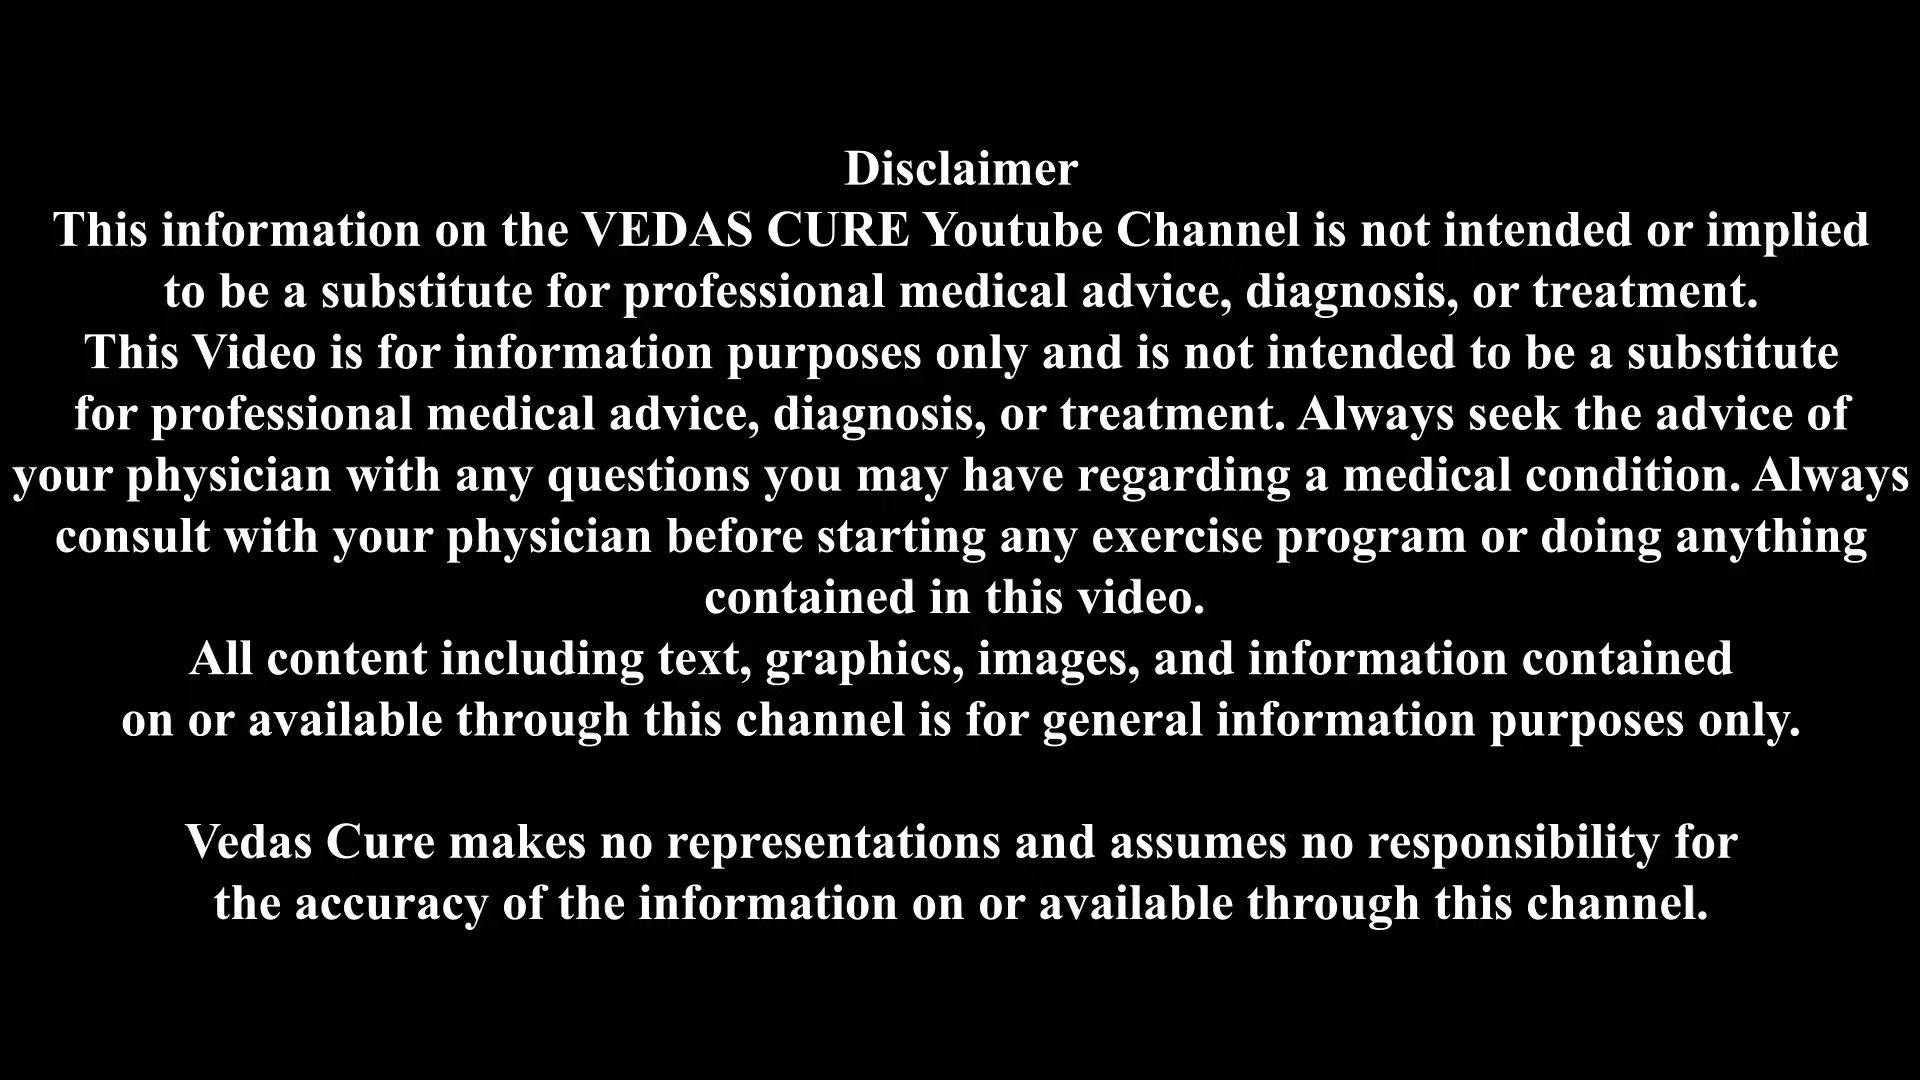 Disclaimer
This information on the VEDAS CURE Youtube Channel is not intended or implied
to be a substitute for professional medical advice, diagnosis, or treatment.
This Video is for information purposes only and is not intended to be a substitute
for professional medical advice, diagnosis, or treatment. Always seek the advice of
your physician with any questions you may have regarding a medical condition. Always
consult with your physician before starting any exercise program or doing anything
contained in this video.
All content including text, graphics, images, and information contained
on or available through this channel is for general information purposes only.
Vedas Cure makes no representations and assumes no responsibility for
the accuracy of the information on or available through this channel.